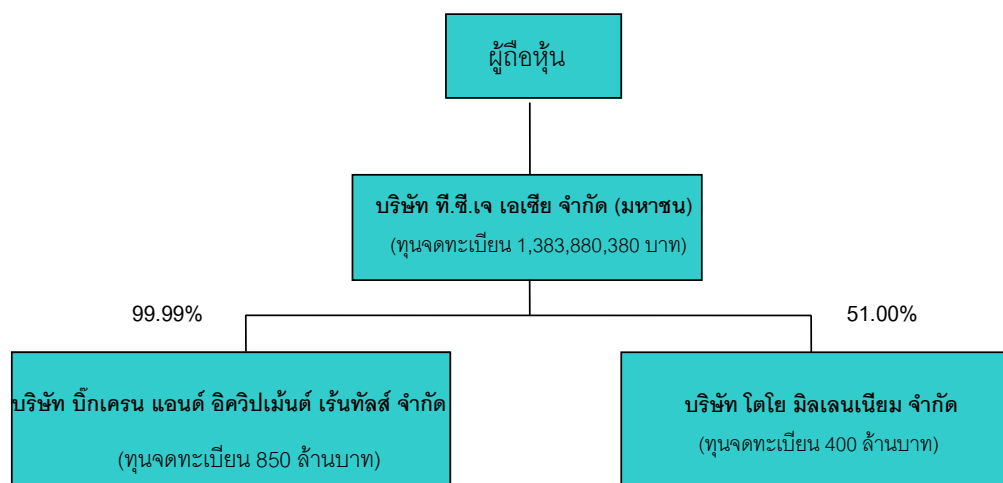 ผู้ถือหุ้น
บริษัท ที.ซี.เจ เอเซีย จำกัด (มหาชน)
(ทุนจดทะเบียน 1,383,880,380 บาท)
99.99%
51.00%
บริษัท บิ๊กเครน แอนด์ อิควิปเม้นต์ เร้นทัลส์ จำกัด
(ทุนจดทะเบียน 850 ล้านบาท)
บริษัท โตโย มิลเลนเนียม จำกัด
(ทุนจดทะเบียน 400 ล้านบาท)